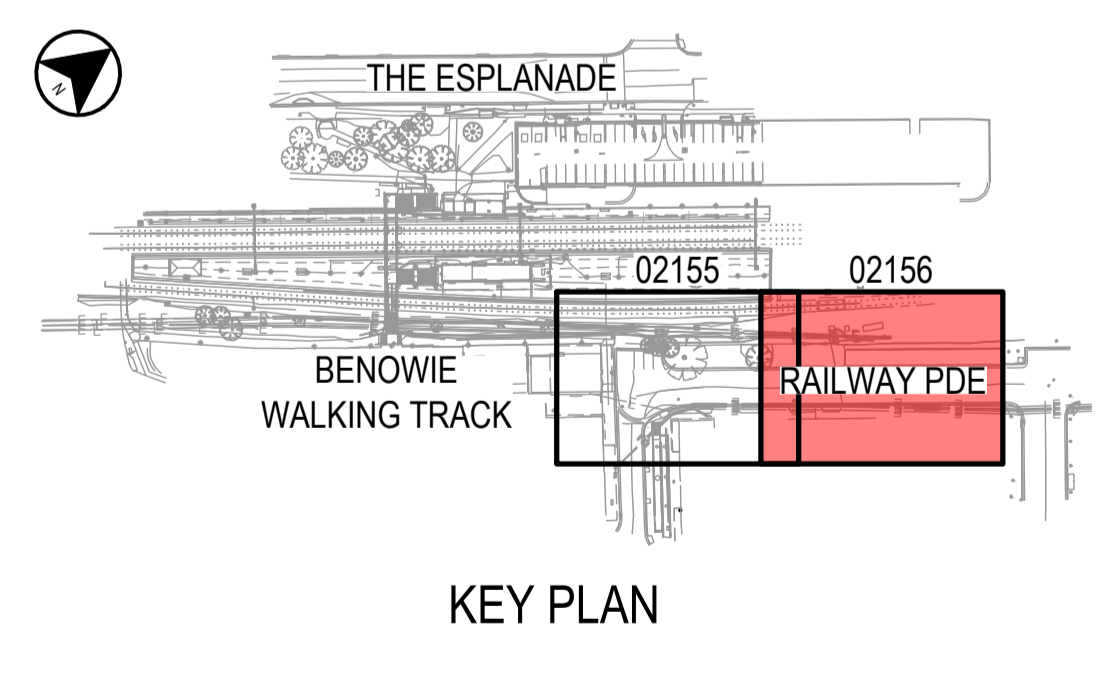 N
THE ESPLANADE
02155
02156
BENOWIE
WALKING TRACK
RAILWAY PDE
KEY PLAN